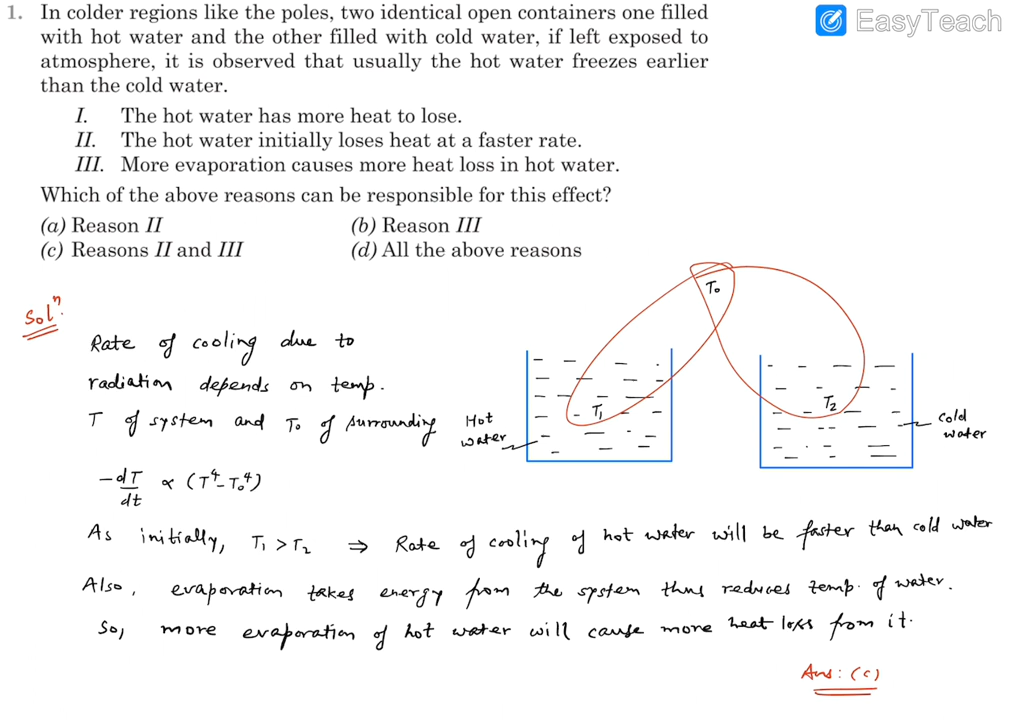 1. In colder regions like the poles, two identical open containers one filled
with hot water and the other filled with cold water, if left exposed to
atmosphere, it is observed that usually the hot water freezes earlier
than the cold water.
EasyTeach
I. The hot water has more heat to lose.
II. The hot water initially loses heat at a faster rate.
III. More evaporation causes more heat loss in hot water.
Which of the above reasons can be responsible for this effect?
(a) Reason II (b) Reason III
(c) Reasons II and III (d) All the above reasons
Solⁿ.
Rate of cooling due to
radiation depends on temp.
T of system and T₀ of surrounding
T₀
T₁
T₂
Hot
water
cold
water
-dT/dt ∝ (T⁴-T₀⁴)
As initially, T₁ > T₂ ⇒ Rate of cooling of hot water will be faster than cold water
Also, evaporation takes energy from the system thus reduces temp. of water.
So, more evaporation of hot water will cause more heat loss from it.
Ans: (c)